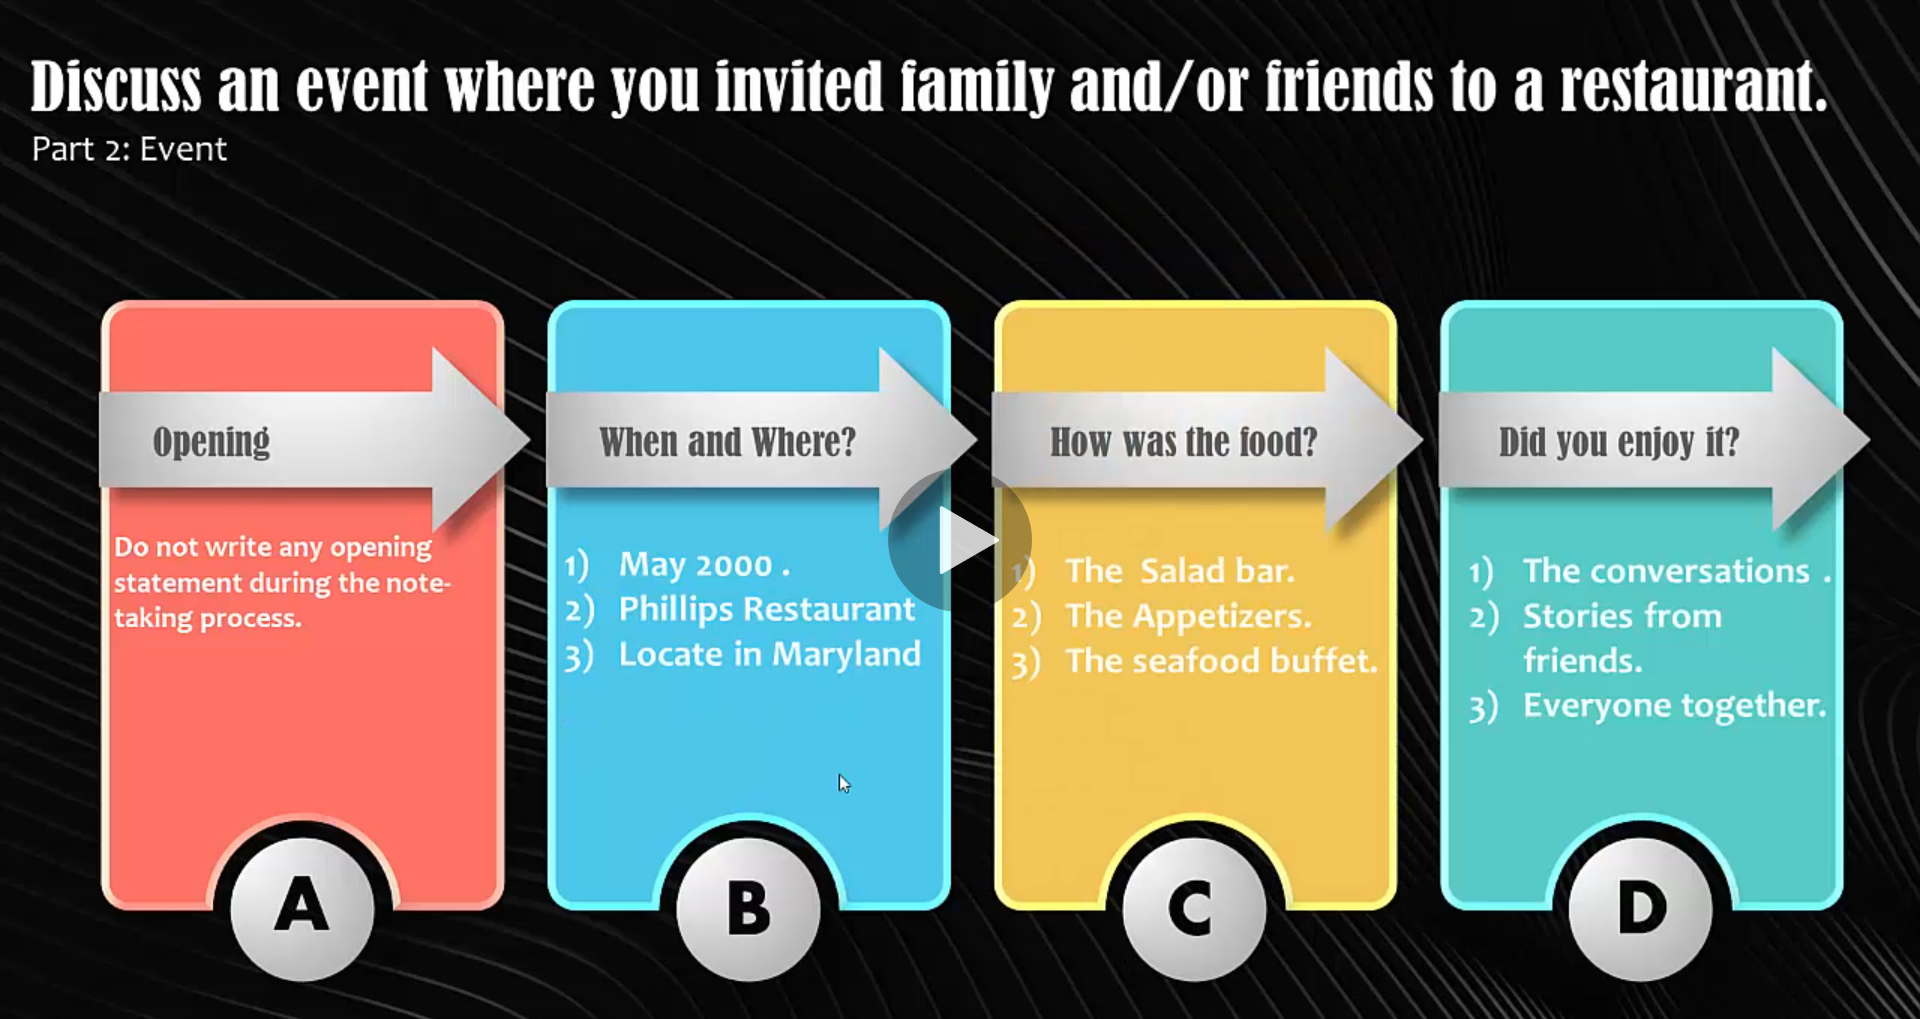 Discuss an event where you invited family and/or friends to a restaurant.
Part 2: Event
Opening
Do not write any opening
statement during the note-
taking process.
A
When and Where?
1) May 2000 .
2) Phillips Restaurant
3) Locate in Maryland
B
How was the food?
1) The Salad bar.
2) The Appetizers.
3) The seafood buffet.
C
Did you enjoy it?
1) The conversations .
2) Stories from
friends.
3) Everyone together.
D